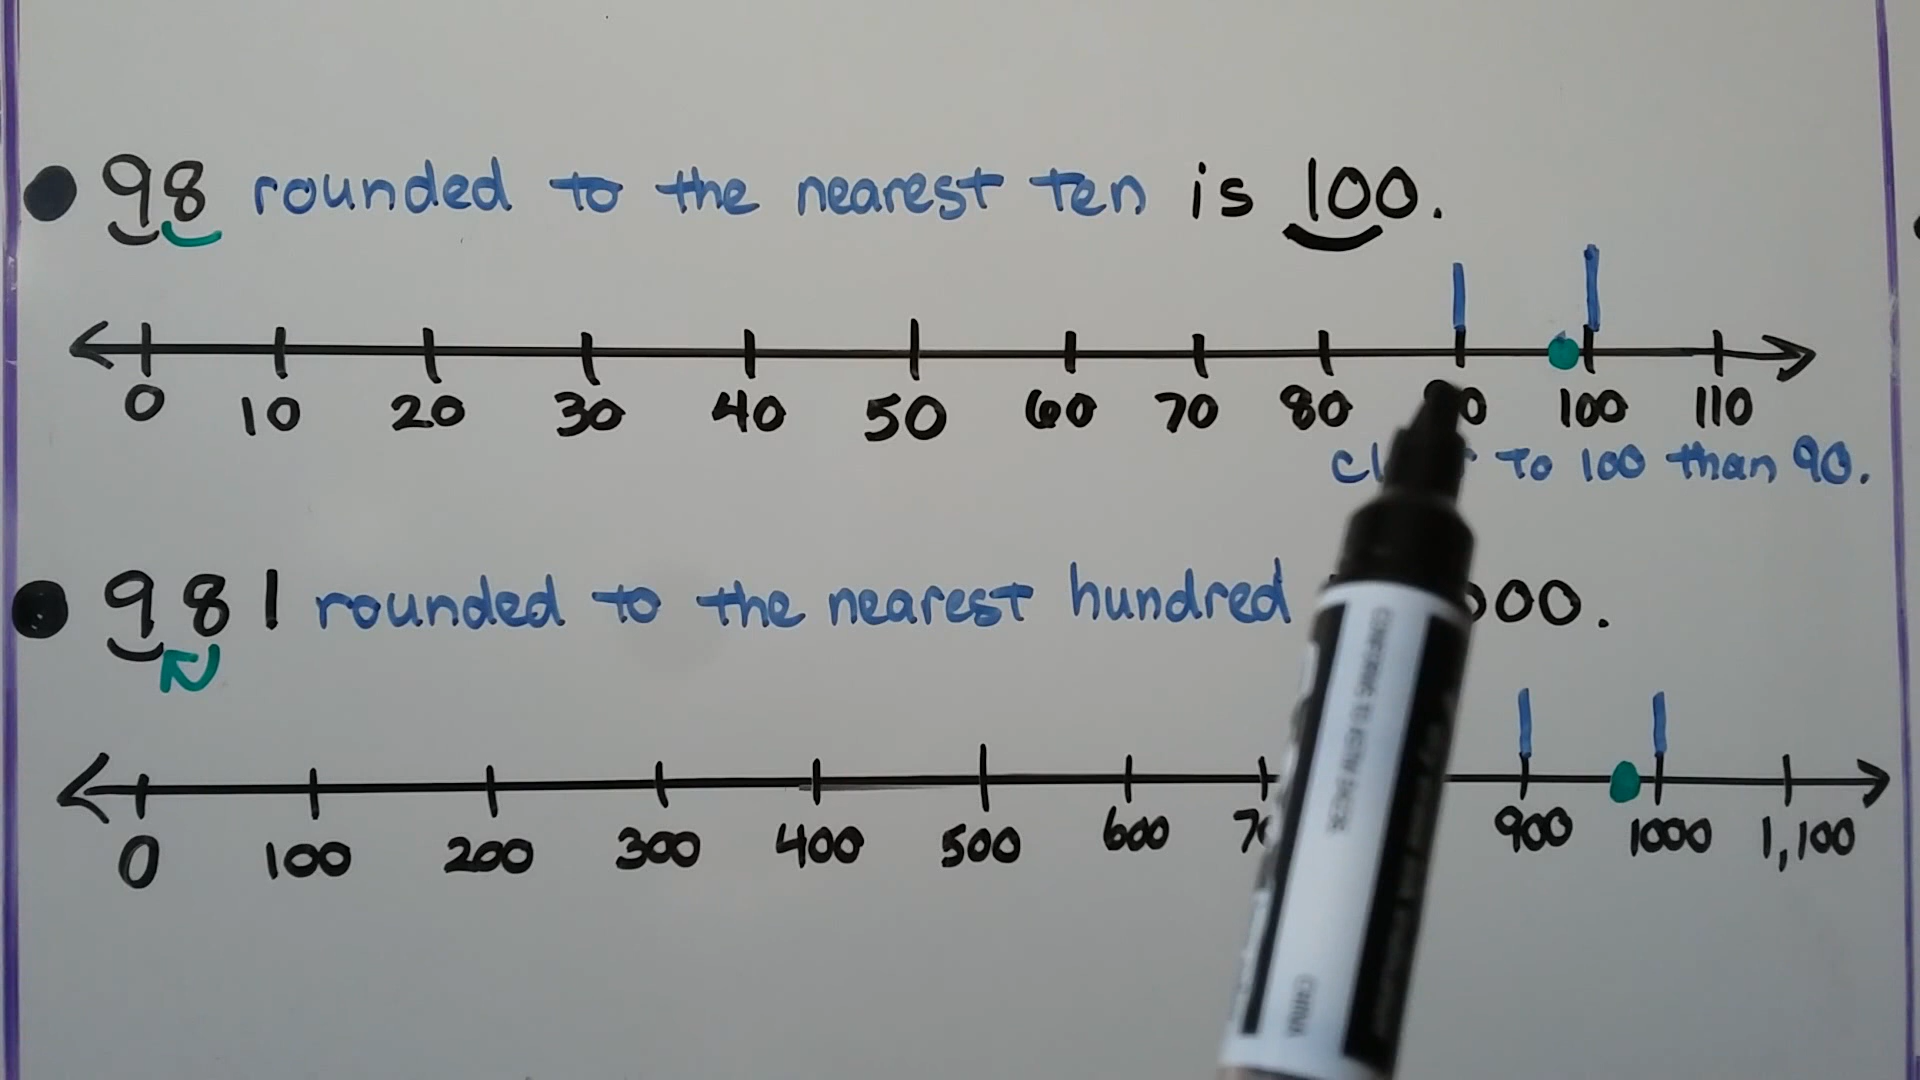 98 rounded to the nearest ten is 100.
0 10 20 30 40 50 60 70 80 90 100 110
to 100 than 90.
981 rounded to the nearest hundred
0 100 200 300 400 500 600 900 1000 1,100